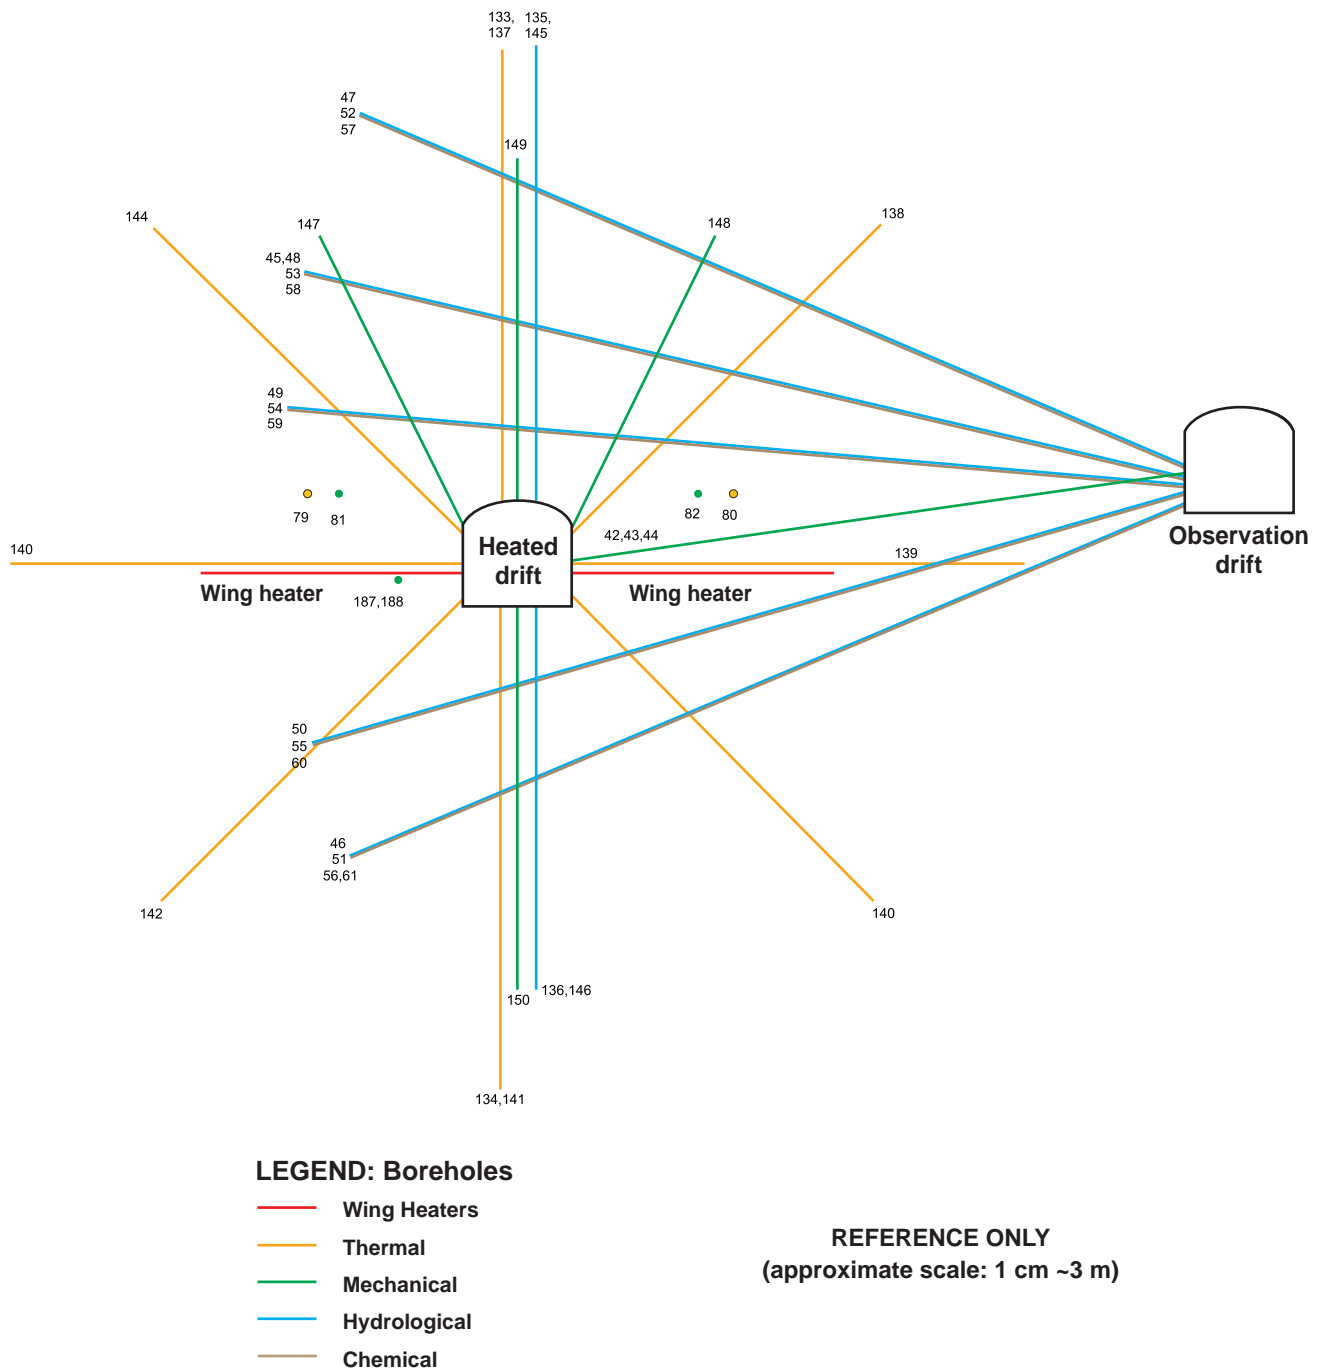 133,
137
135,
145
47
52
57
149
144
147
148
138
45,48
53
58
49
54
59
79
81
82
80
42,43,44
140
139
Heated
drift
Observation
drift
Wing heater
Wing heater
187,188
50
55
60
46
51
56,61
142
140
150
136,146
134,141
LEGEND: Boreholes
Wing Heaters
Thermal
Mechanical
Hydrological
Chemical
REFERENCE ONLY
(approximate scale: 1 cm ~3 m)